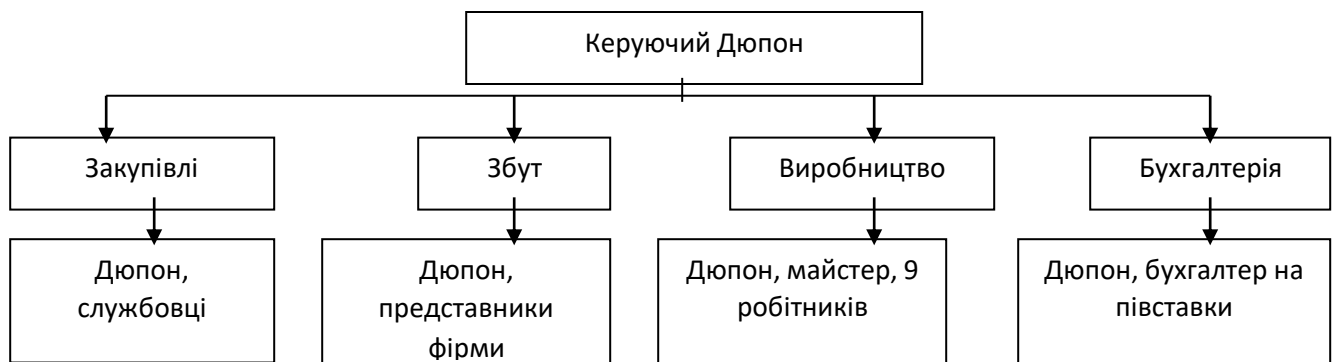 Керуючий Дюпон
Закупівлі
Збут
Виробництво
Бухгалтерія
Дюпон,
службовці
Дюпон,
представники
фірми
Дюпон, майстер, 9
робітників
Дюпон, бухгалтер на
півставки